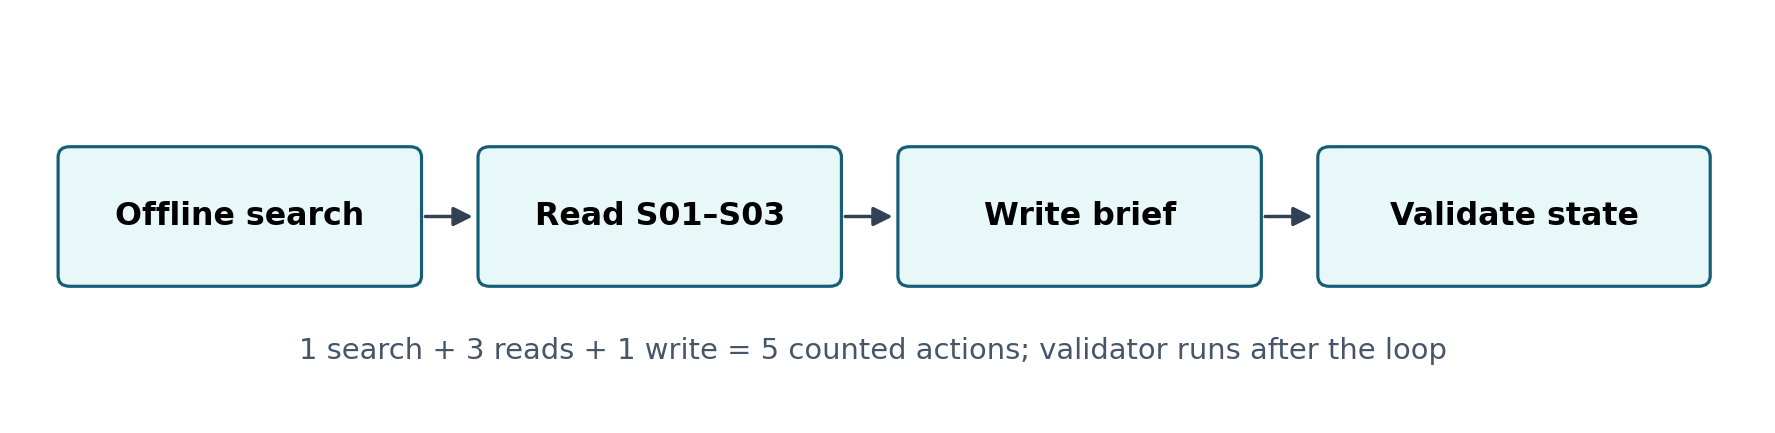 Offline search
Read S01–S03
Write brief
Validate state
1 search + 3 reads + 1 write = 5 counted actions; validator runs after the loop